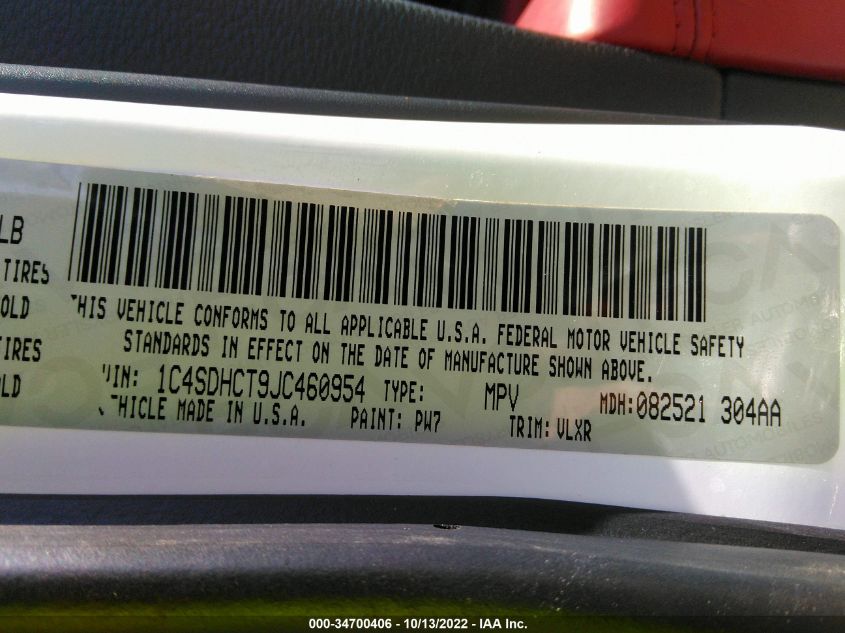 LB
TIRES
OLD
TIRES
OLD
THIS VEHICLE CONFORMS TO ALL APPLICABLE U.S.A. FEDERAL MOTOR VEHICLE SAFETY
STANDARDS IN EFFECT ON THE DATE OF MANUFACTURE SHOWN ABOVE.
VIN: 1C4SDHCT9JC460954 TYPE: MPV MDH: 082521 304AA
VEHICLE MADE IN U.S.A. PAINT: PW7 TRIM: VLXR
000-34700406 - 10/13/2022 - IAA Inc.